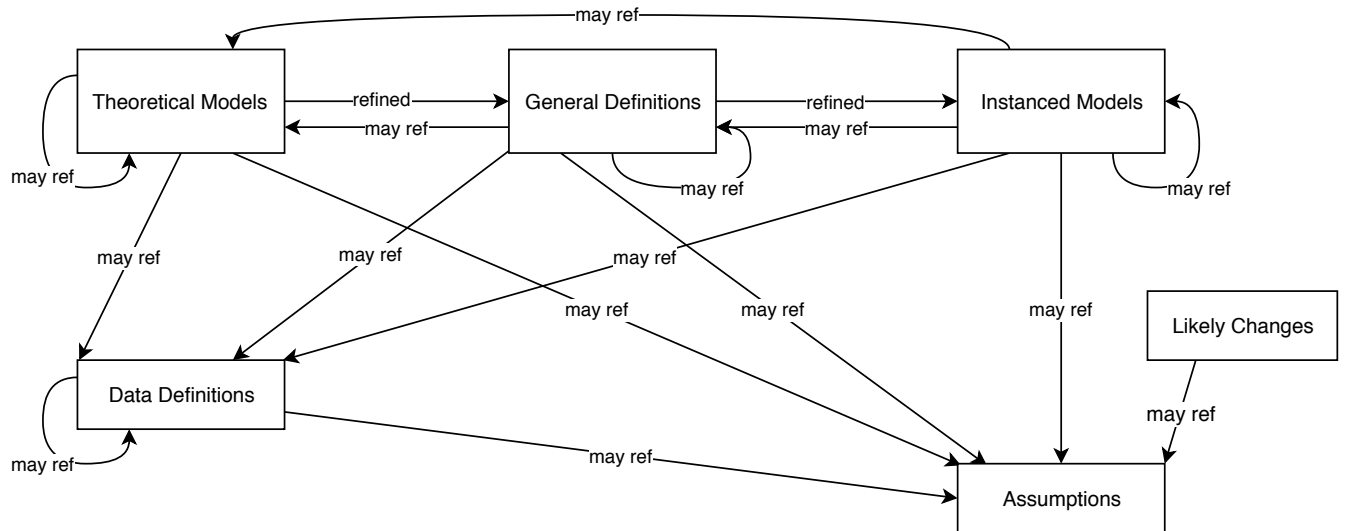 may ref
Theoretical Models
refined
General Definitions
refined
Instanced Models
may ref
may ref
may ref
may ref
may ref
may ref
may ref
may ref
may ref
may ref
may ref
may ref
Likely Changes
Data Definitions
may ref
may ref
may ref
Assumptions